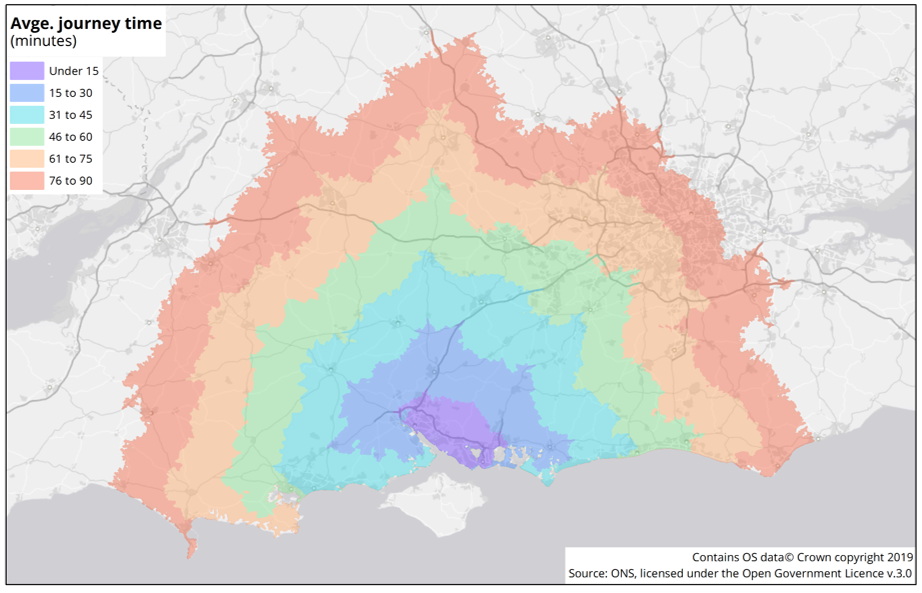 Avge. journey time
(minutes)
Under 15
15 to 30
31 to 45
46 to 60
61 to 75
76 to 90
Contains OS data© Crown copyright 2019
Source: ONS, licensed under the Open Government Licence v.3.0